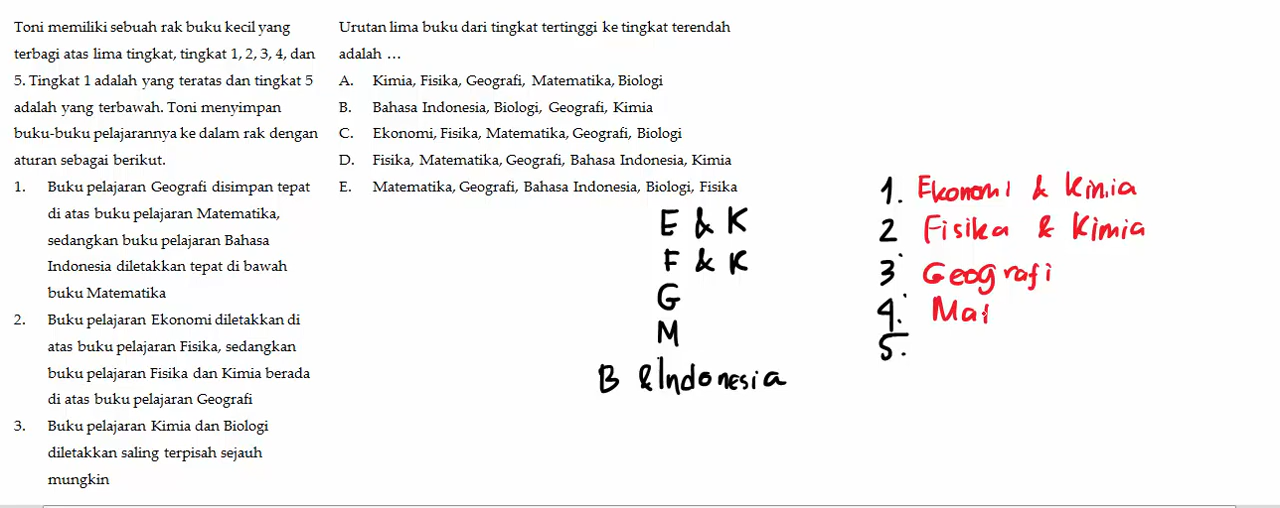 Toni memiliki sebuah rak buku kecil yang
terbagi atas lima tingkat, tingkat 1, 2, 3, 4, dan
5. Tingkat 1 adalah yang teratas dan tingkat 5
adalah yang terbawah. Toni menyimpan
buku-buku pelajarannya ke dalam rak dengan
aturan sebagai berikut.
1. Buku pelajaran Geografi disimpan tepat
di atas buku pelajaran Matematika,
sedangkan buku pelajaran Bahasa
Indonesia diletakkan tepat di bawah
buku Matematika
2. Buku pelajaran Ekonomi diletakkan di
atas buku pelajaran Fisika, sedangkan
buku pelajaran Fisika dan Kimia berada
di atas buku pelajaran Geografi
3. Buku pelajaran Kimia dan Biologi
diletakkan saling terpisah sejauh
mungkin
Urutan lima buku dari tingkat tertinggi ke tingkat terendah
adalah …
A. Kimia, Fisika, Geografi, Matematika, Biologi
B. Bahasa Indonesia, Biologi, Geografi, Kimia
C. Ekonomi, Fisika, Matematika, Geografi, Biologi
D. Fisika, Matematika, Geografi, Bahasa Indonesia, Kimia
E. Matematika, Geografi, Bahasa Indonesia, Biologi, Fisika
E & K
F & K
G
M
B & Indonesia
1. Ekonomi & Kimia
2 Fisika & Kimia
3. Geografi
4. Mat
5.